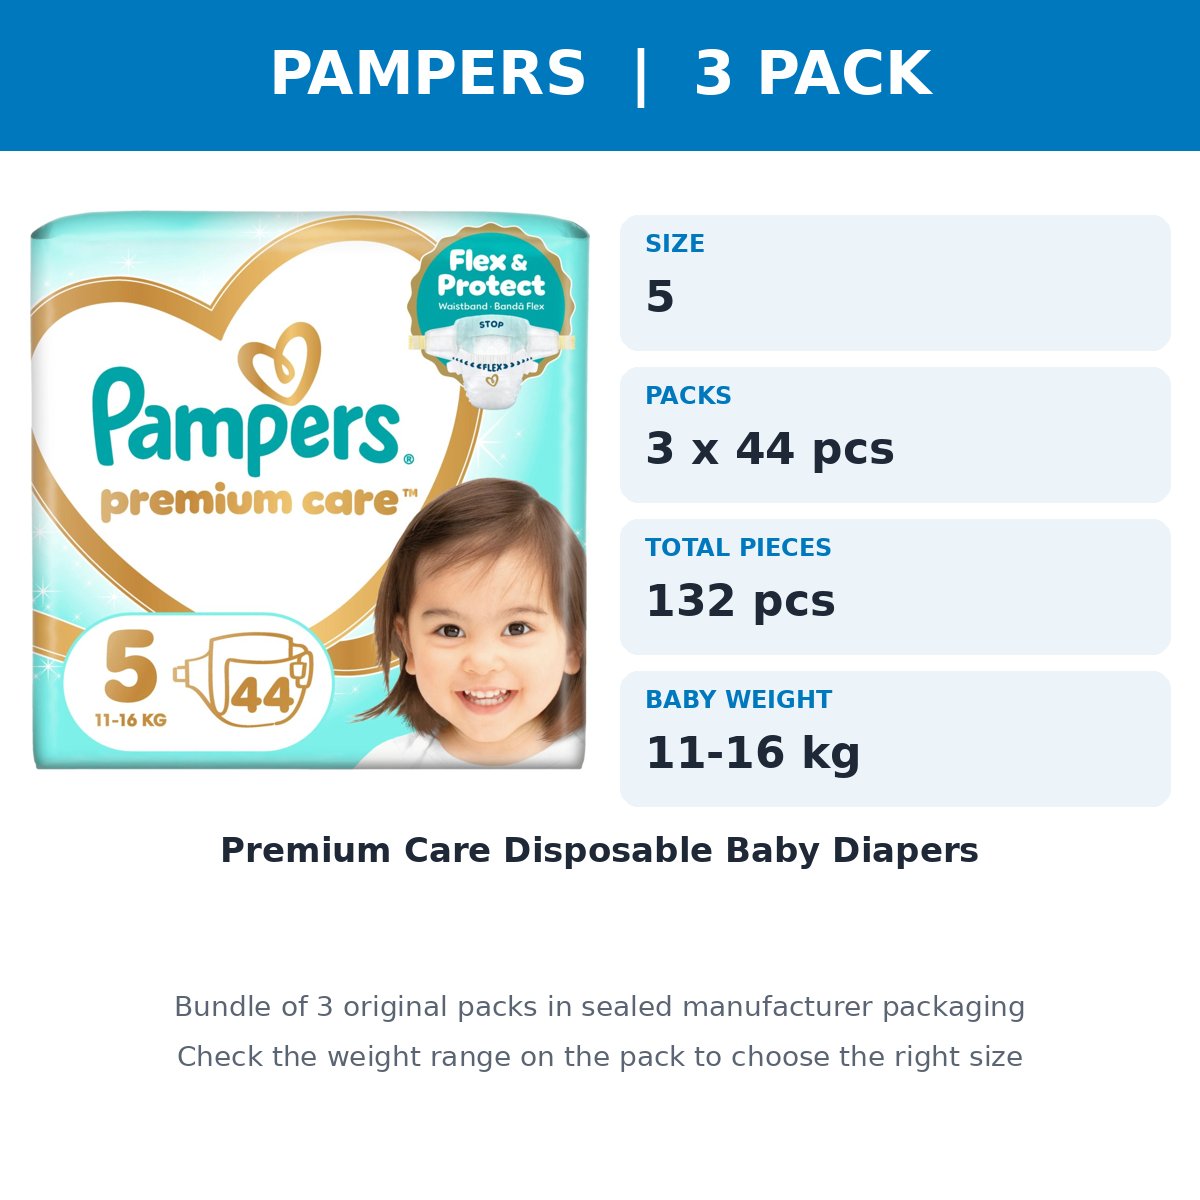 PAMPERS | 3 PACK
Flex &
Protect
Waistband · Bandă Flex
STOP
FLEX
Pampers®
premium care™
5
44
11-16 KG
SIZE
5
PACKS
3 x 44 pcs
TOTAL PIECES
132 pcs
BABY WEIGHT
11-16 kg
Premium Care Disposable Baby Diapers
Bundle of 3 original packs in sealed manufacturer packaging
Check the weight range on the pack to choose the right size